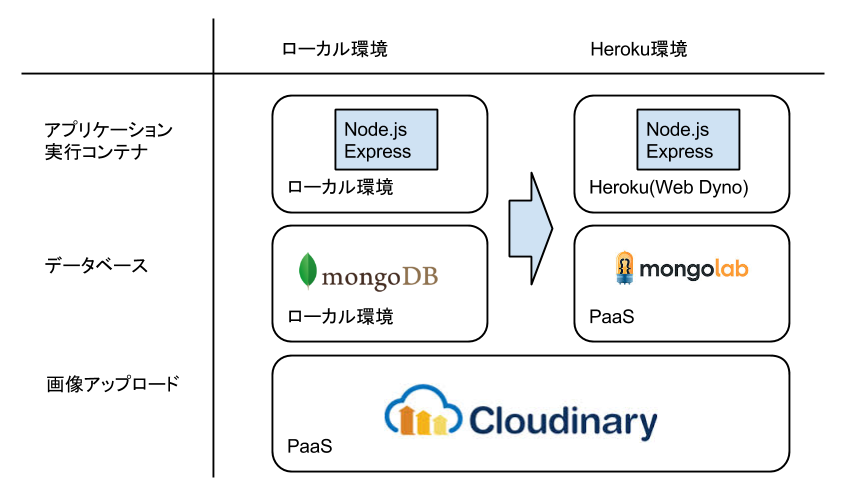 ローカル環境
Heroku環境
アプリケーション
実行コンテナ
Node.js
Express
ローカル環境
Node.js
Express
Heroku(Web Dyno)
データベース
mongoDB
ローカル環境
mongolab
PaaS
画像アップロード
Cloudinary
PaaS